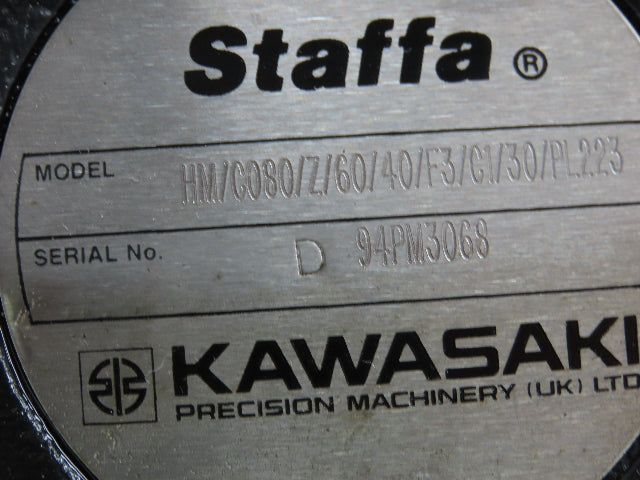 Staffa ®
MODEL HM/C080/Z/60/40/F3/C1/30/PL223
SERIAL No. D 94PM3068
KAWASAKI
PRECISION MACHINERY (UK) LTD